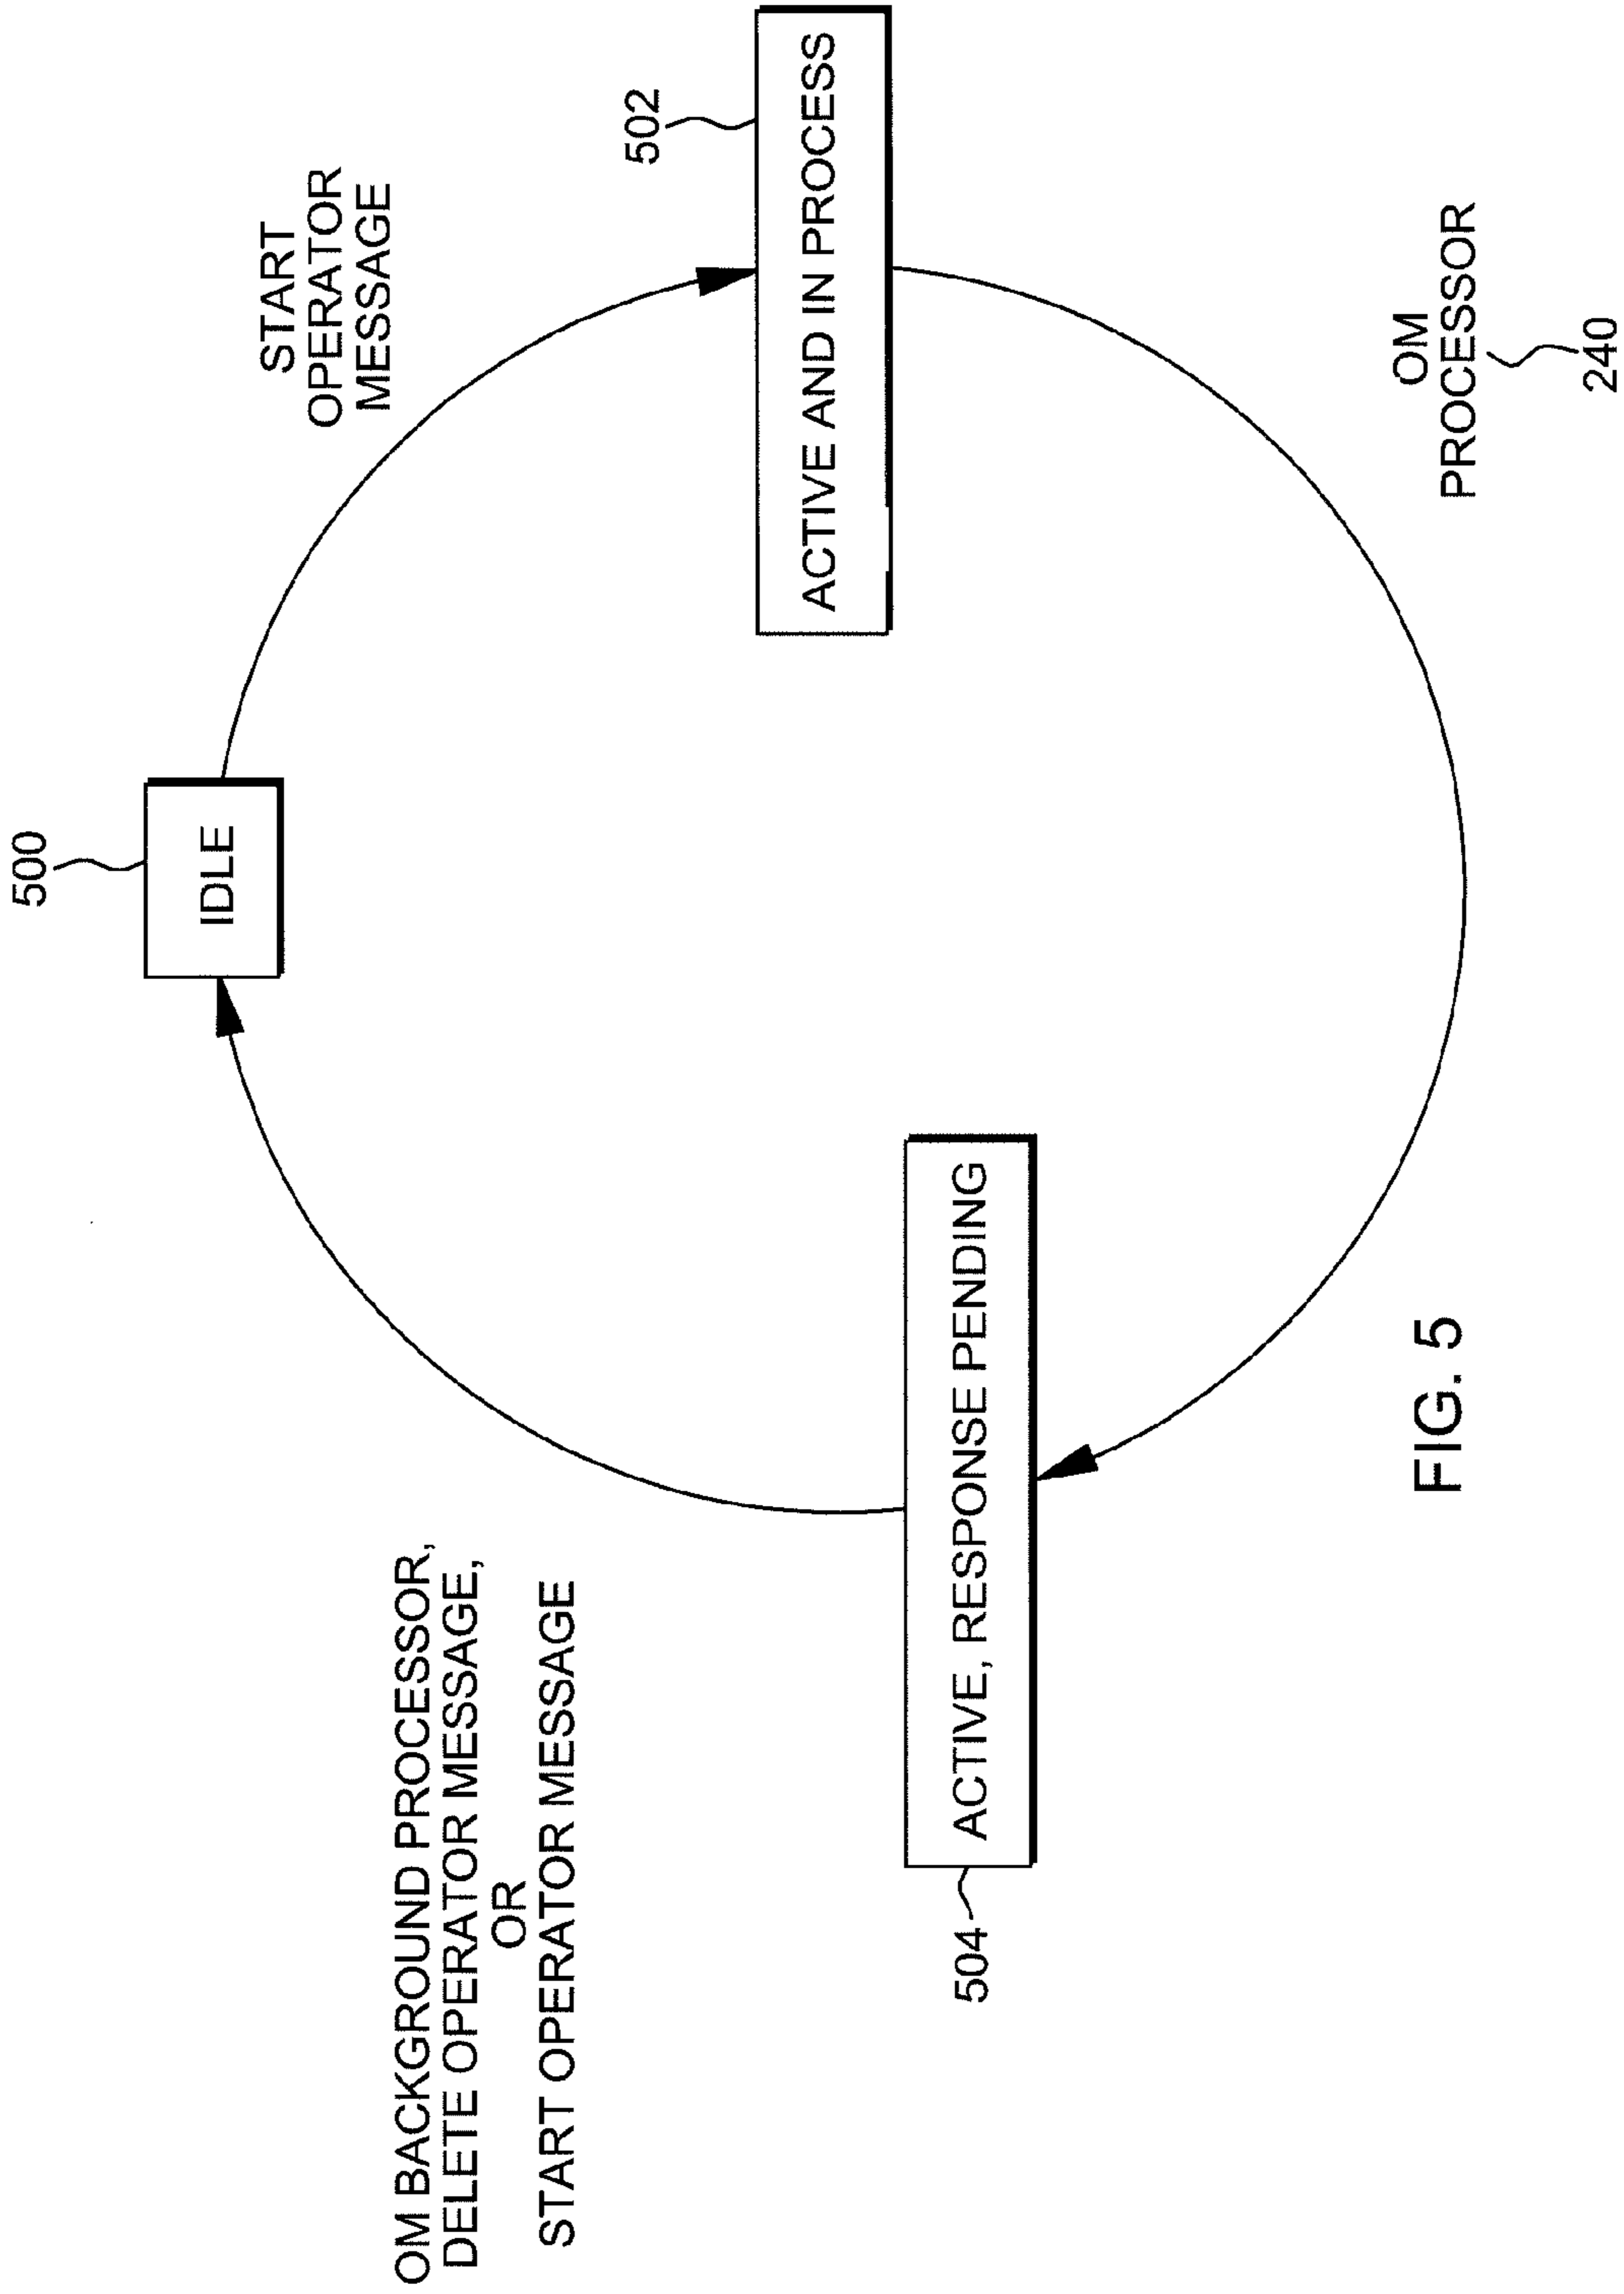 500
IDLE
START
OPERATOR
MESSAGE
502
ACTIVE AND IN PROCESS
OM
PROCESSOR
240
OM BACKGROUND PROCESSOR,
DELETE OPERATOR MESSAGE,
OR
START OPERATOR MESSAGE
504
ACTIVE, RESPONSE PENDING
FIG. 5